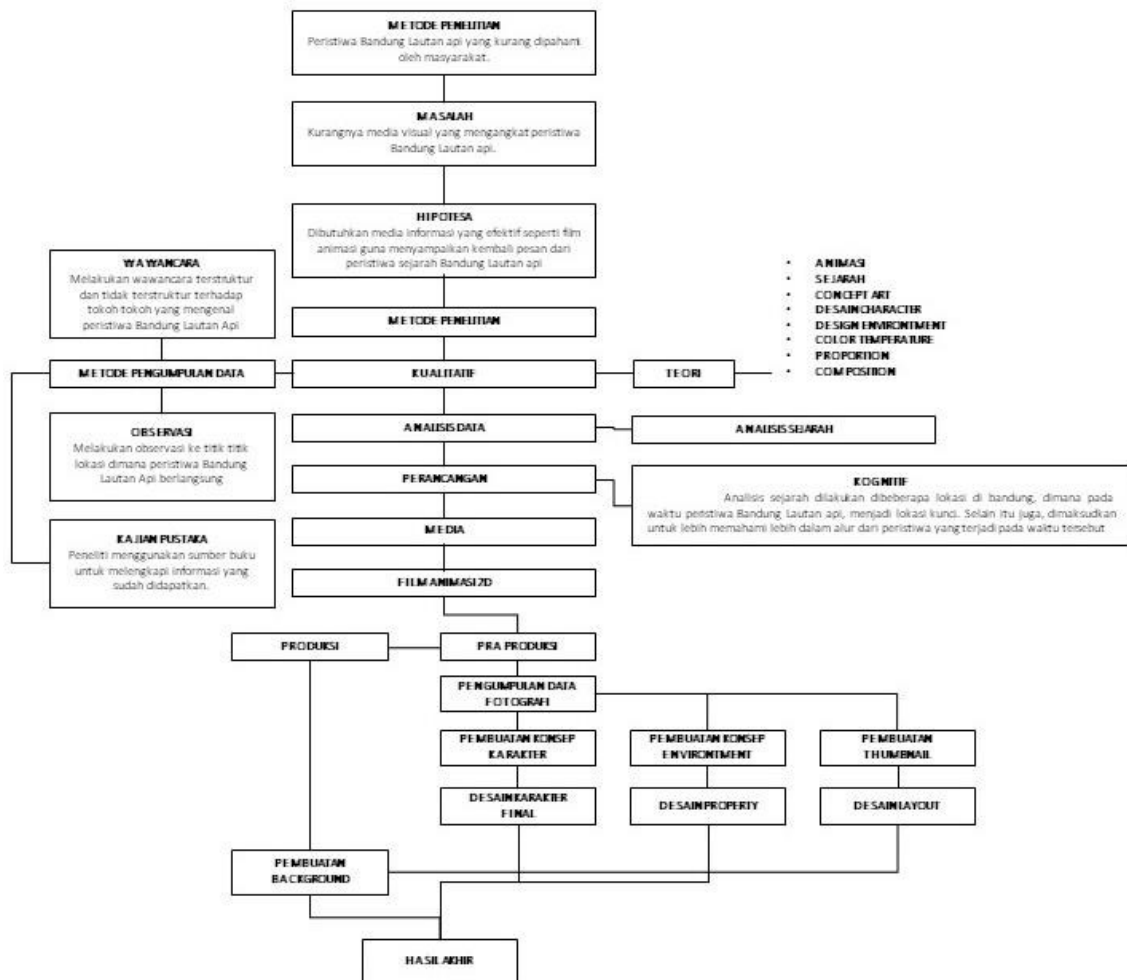 METODE PENELITIAN
Peristiwa Bandung Lautan api yang kurang dipahami
oleh masyarakat.
MASALAH
Kurangnya media visual yang mengangkat peristiwa
Bandung Lautan api.
HIPOTESA
Dibutuhkan media informasi yang efektif seperti film
animasi guna menyampaikan kembali pesan dari
peristiwa sejarah Bandung Lautan api
WAWANCARA
Melakukan wawancara terstruktur
dan tidak terstruktur terhadap
tokoh-tokoh yang mengenal
peristiwa Bandung Lautan Api
METODE PENELITIAN
• ANIMASI
• SEJARAH
• CONCEPT ART
• DESAIN CHARACTER
• DESIGN ENVIRONTMENT
• COLOR TEMPERATURE
• PROPORTION
• COMPOSITION
METODE PENGUMPULAN DATA
KUALITATIF
TEORI
OBSERVASI
Melakukan observasi ke titik titik
lokasi dimana peristiwa Bandung
Lautan Api berlangsung
ANALISIS DATA
ANALISIS SEJARAH
PERANCANGAN
KOGNITIF
Analisis sejarah dilakukan dibeberapa lokasi di bandung, dimana pada
waktu peristiwa Bandung Lautan api, menjadi lokasi kunci. Selain itu juga, dimaksudkan
untuk lebih memahami lebih dalam alur dari peristiwa yang terjadi pada waktu tersebut
MEDIA
KAJIAN PUSTAKA
Peneliti menggunakan sumber buku
untuk melengkapi informasi yang
sudah didapatkan.
FILM ANIMASI 2D
PRODUKSI
PRA PRODUKSI
PENGUMPULAN DATA
FOTOGRAFI
PEMBUATAN KONSEP
KARAKTER
PEMBUATAN KONSEP
ENVIRONTMENT
PEMBUATAN
THUMBNAIL
DESAIN KARAKTER
FINAL
DESAIN PROPERTY
DESAIN LAYOUT
PEMBUATAN
BACKGROUND
HASIL AKHIR